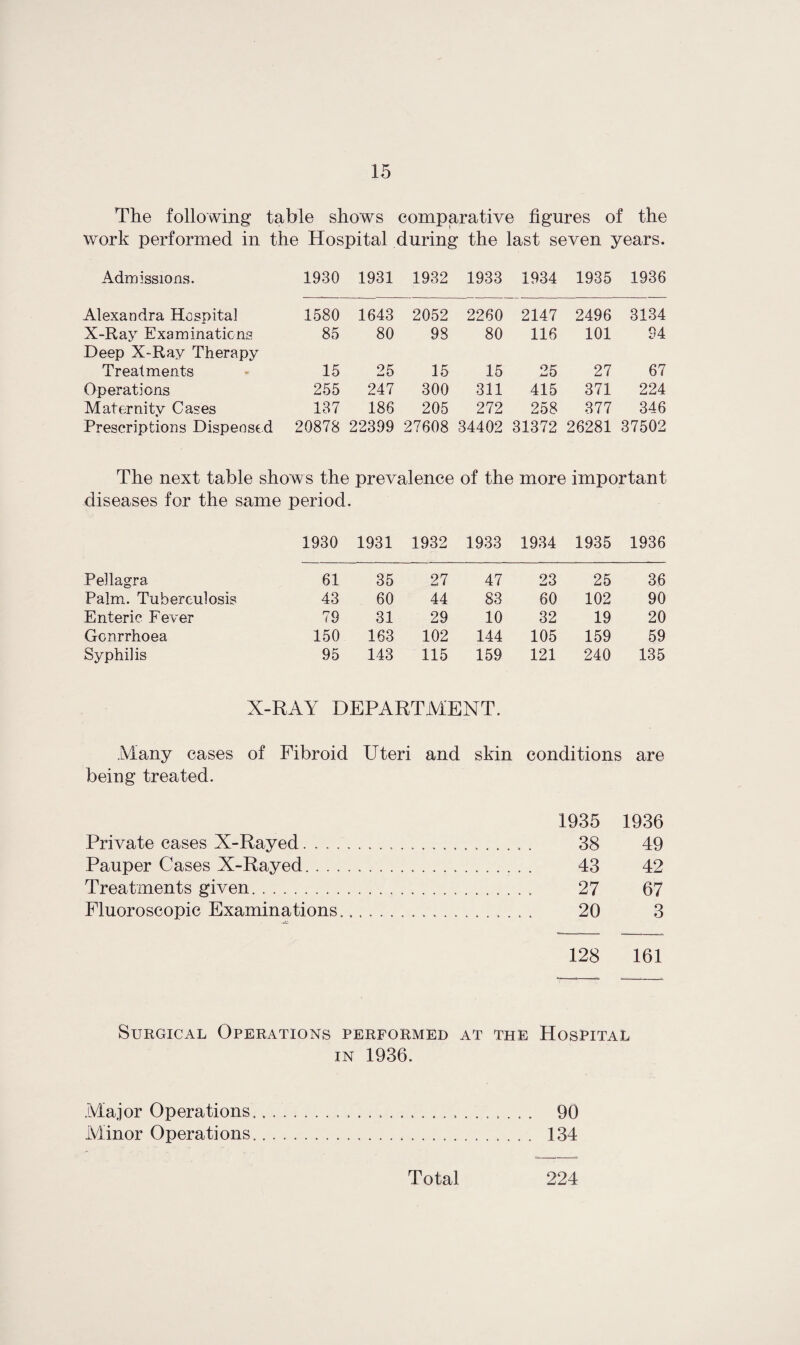 15
The following table shows comparative figures of the
work performed in the Hospital during the last seven years.
Admissions. 1930 1931 1932 1933 1934 1935 1936
Alexandra Hospital 1580 1643 2052 2260 2147 2496 3134
X-Ray Examinations 85 80 98 80 116 101 94
Deep X-Ray Therapy
Treatments 15 25 15 15 25 27 67
Operations 255 247 300 311 415 371 224
Maternity Cases 137 186 205 272 258 377 346
Prescriptions Dispensed 20878 22399 27608 34402 31372 26281 37502
The next table shows the prevalence of the more important
diseases for the same period.
1930 1931 1932 1933 1934 1935 1936
Pellagra 61 35 27 47 23 25 36
Palm. Tuberculosis 43 60 44 83 60 102 90
Enteric Fever 79 31 29 10 32 19 20
Gonrrhoea 150 163 102 144 105 159 59
Syphilis 95 143 115 159 121 240 135
X-RAY DEPARTMENT.
Many cases of Fibroid Uteri and skin conditions are
being treated.
1935 1936
Private cases X-Rayed........................ 38 49
Pauper Cases X-Rayed........................ 43 42
Treatments given............................. 27 67
Fluoroscopic Examinations.................... 20 3
128 161
Surgical Operations performed at the Hospital
in 1936.
Major Operations............................. 90
Minor Operations............................. 134
Total 224